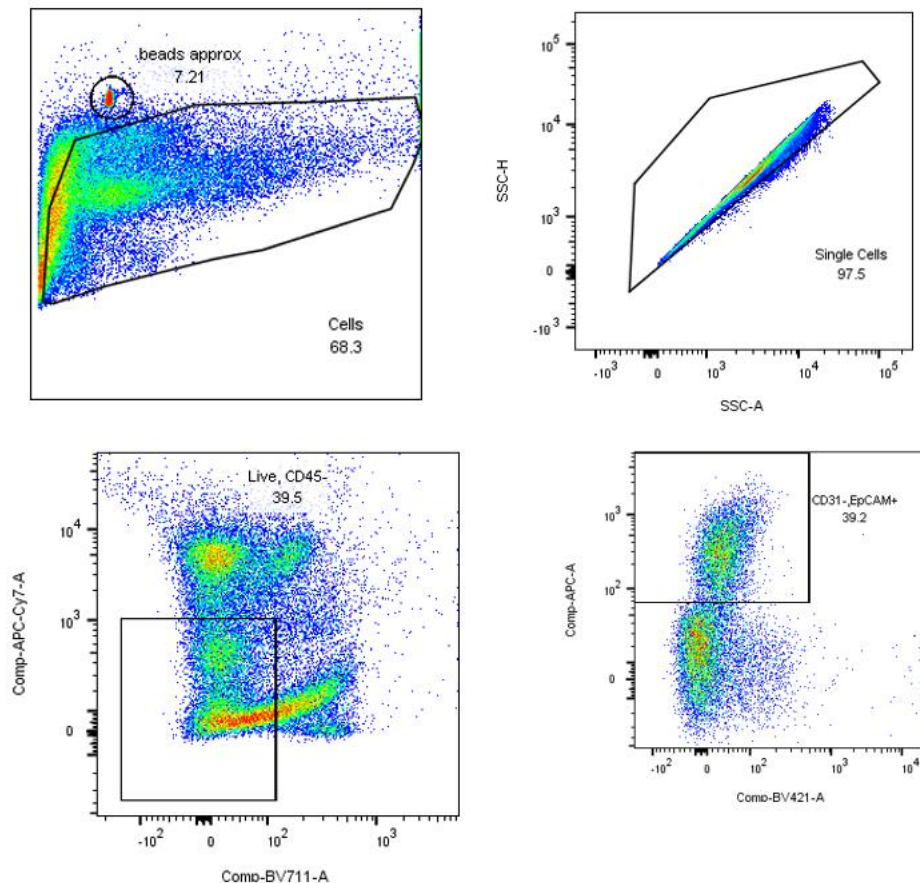 beads approx
7.21
Cells
68.3
10^5
10^4
10^3
0
-10^3
SSC-H
Single Cells
97.5
-10^3 0 10^3 10^4 10^5
SSC-A
Live, CD45-
39.5
10^4
10^3
0
Comp-APC-Cy7-A
-10^2 0 10^2 10^3
Comp-BV711-A
CD31-,EpCAM+
39.2
10^3
10^2
0
Comp-APC-A
-10^2 0 10^2 10^3 10^4
Comp-BV421-A